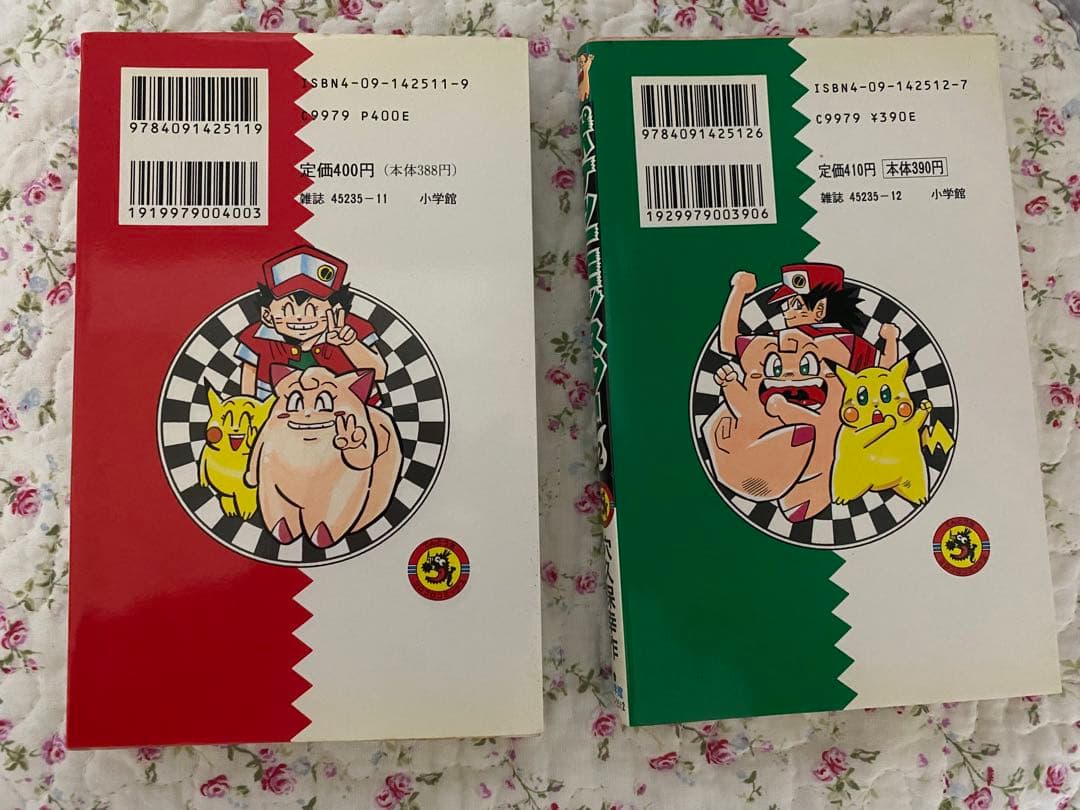 ISBN4-09-142511-9
C9979 P400E
9784091425119
定価400円（本体388円）
雑誌 45235-11 小学館
1919979004003
ISBN4-09-142512-7
C9979 ¥390E
9784091425126
定価410円 本体390円
雑誌 45235-12 小学館
1929979003906